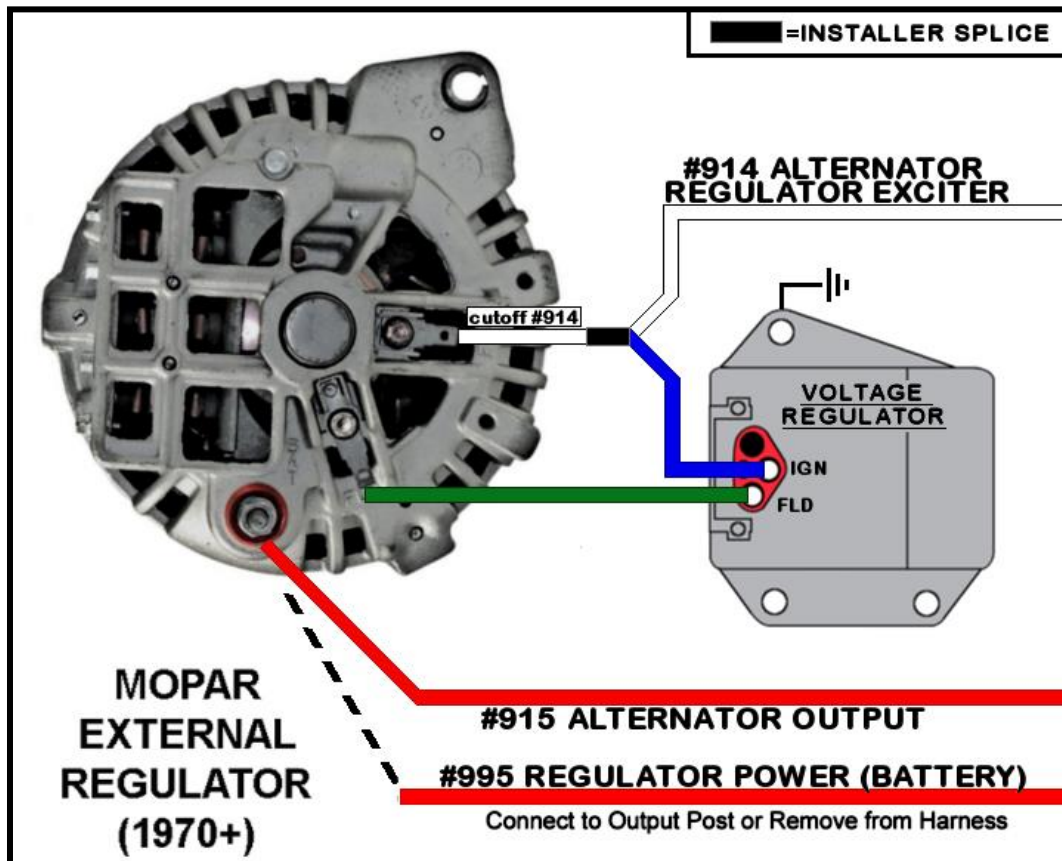 =INSTALLER SPLICE
#914 ALTERNATOR
REGULATOR EXCITER
cutoff #914
VOLTAGE
REGULATOR
IGN
FLD
#915 ALTERNATOR OUTPUT
#995 REGULATOR POWER (BATTERY)
Connect to Output Post or Remove from Harness
MOPAR
EXTERNAL
REGULATOR
(1970+)